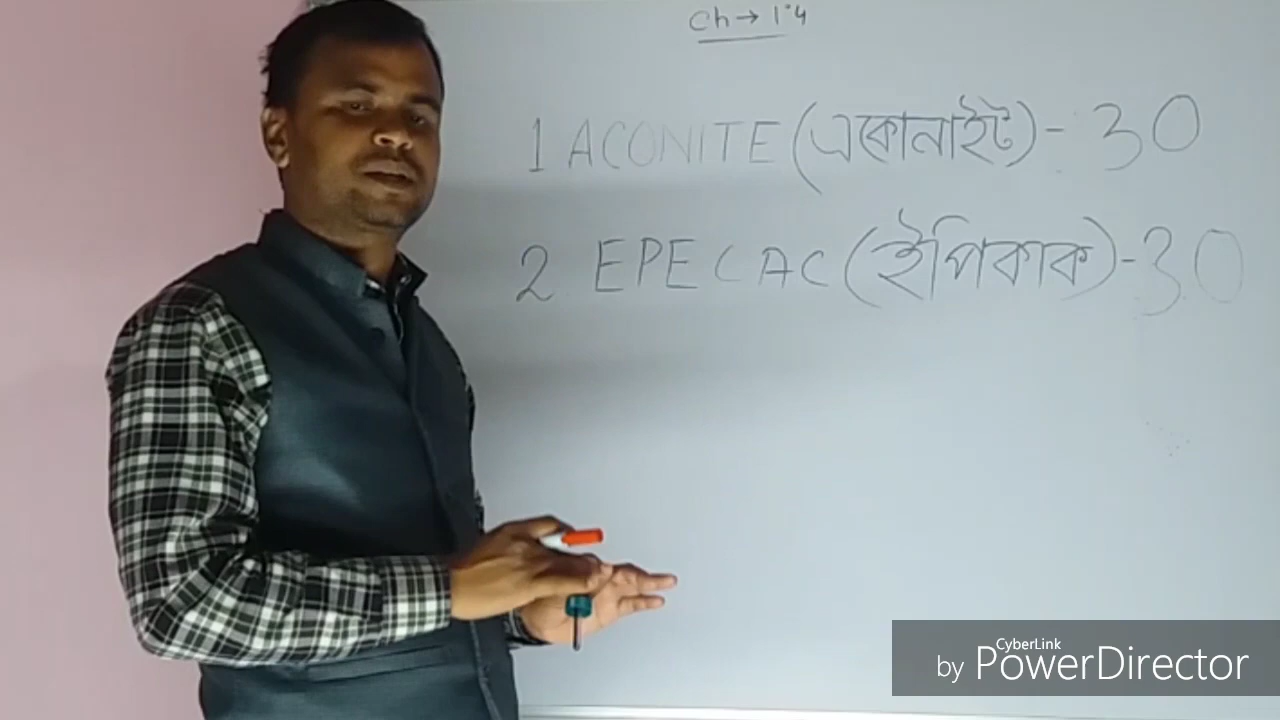 Ch → 1.4
1 ACONITE (একোনাইট) - 30
2 EPECAC (ইপিকাক) - 30
CyberLink
by PowerDirector